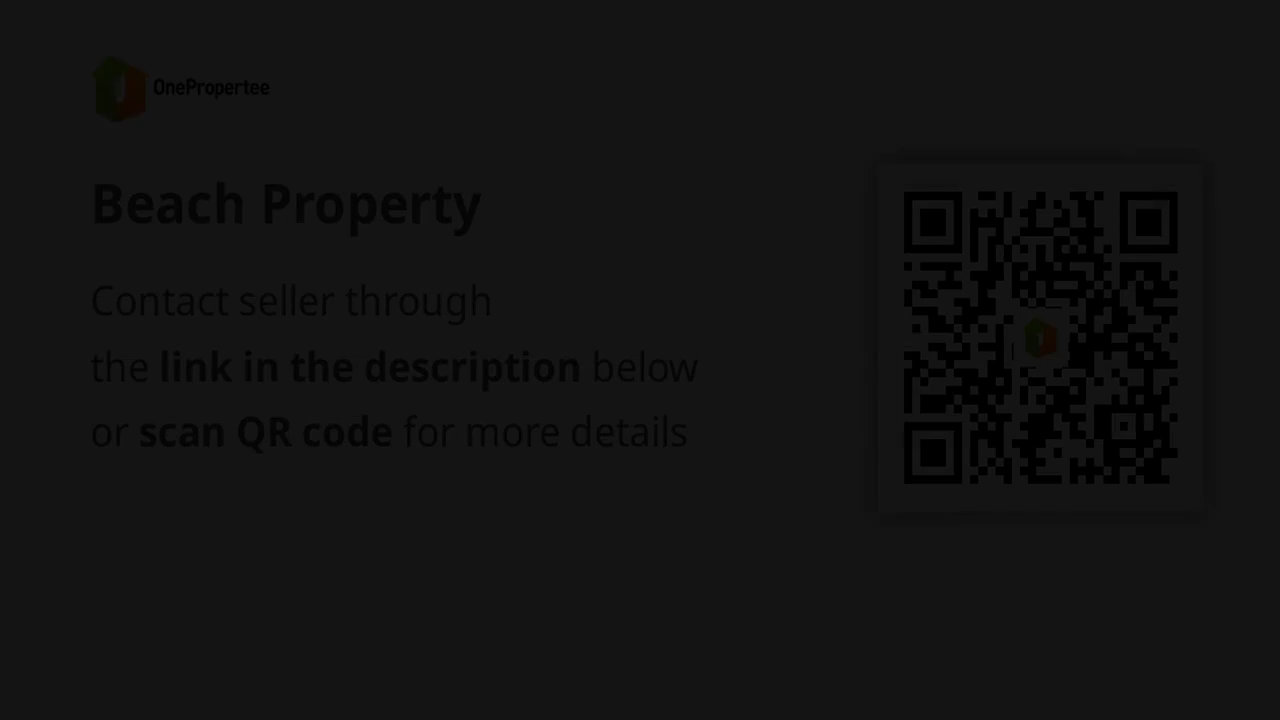 OnePropertee
Beach Property
Contact seller through
the link in the description below
or scan QR code for more details